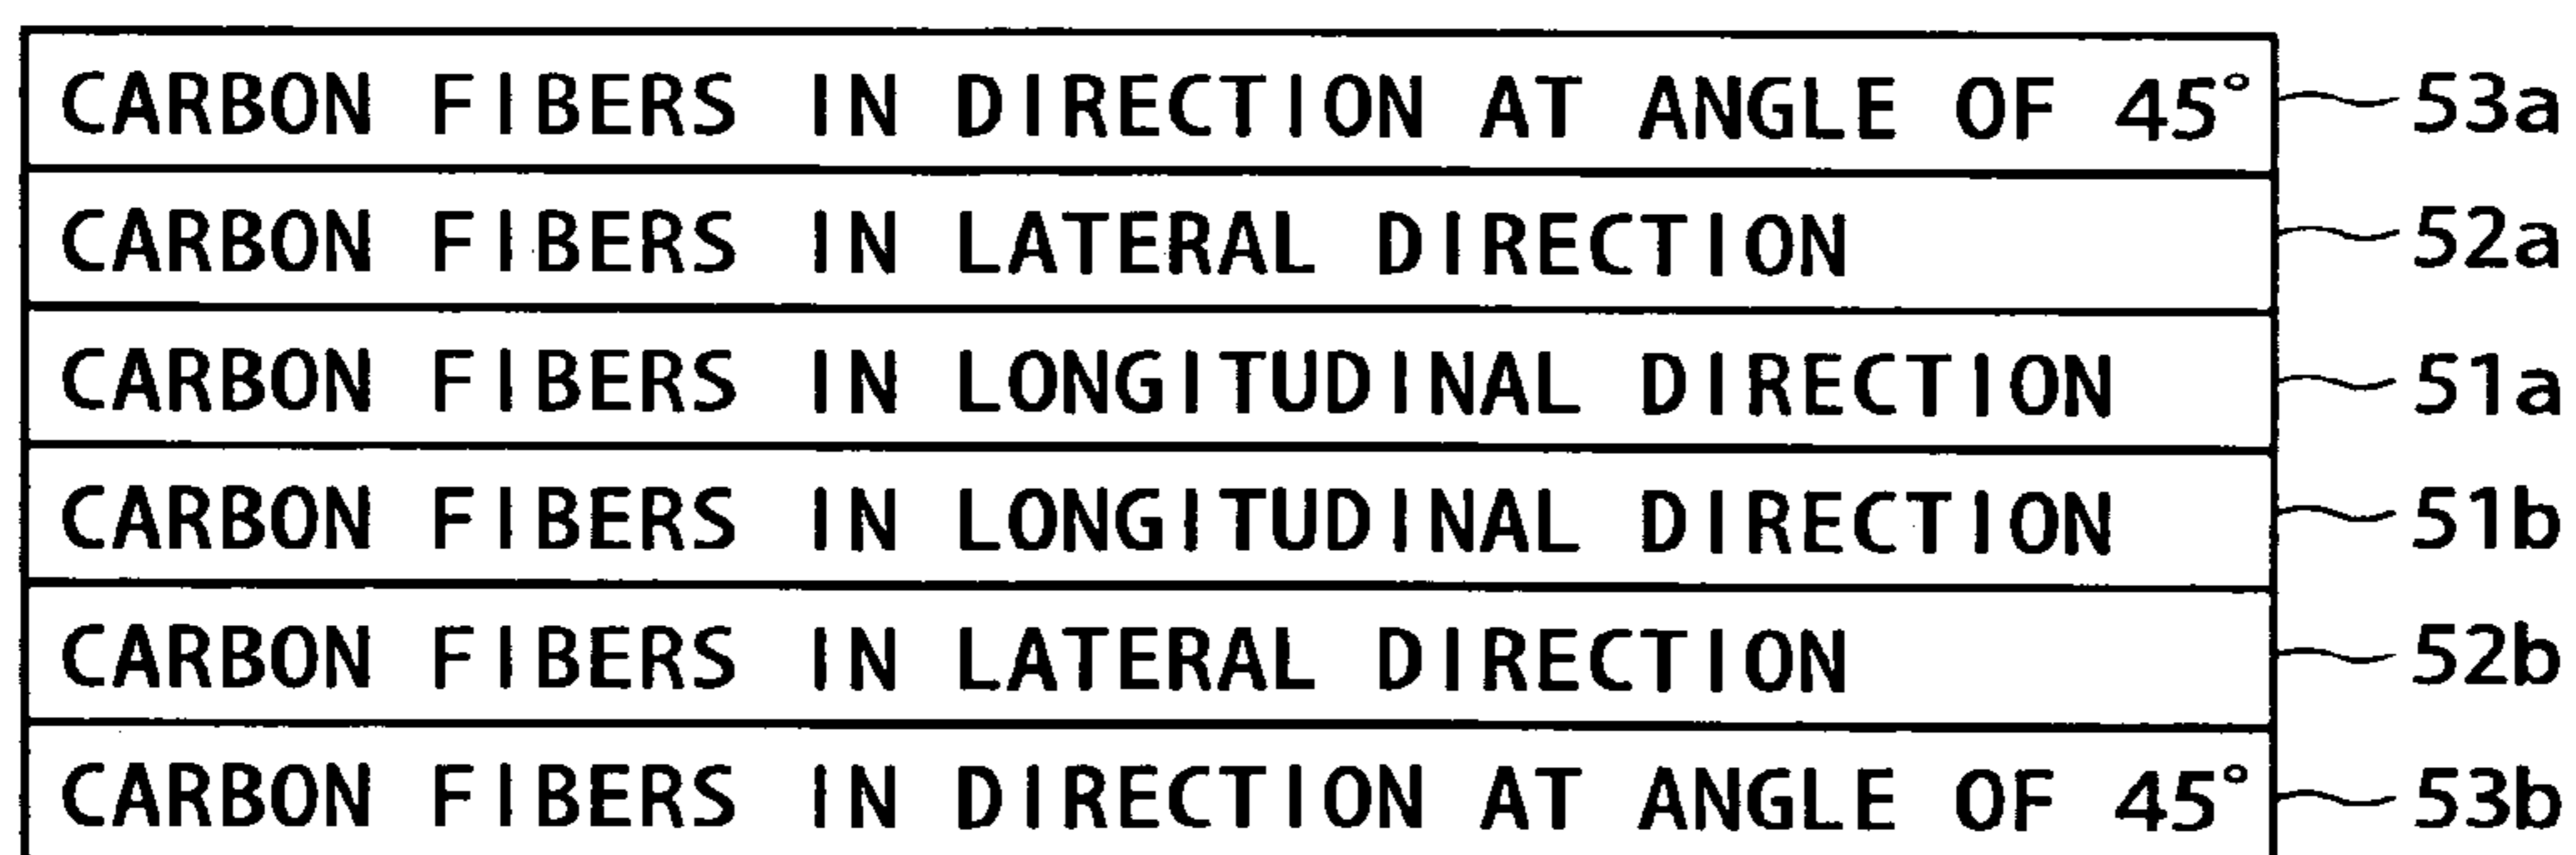 CARBON FIBERS IN DIRECTION AT ANGLE OF 45° 53a
CARBON FIBERS IN LATERAL DIRECTION 52a
CARBON FIBERS IN LONGITUDINAL DIRECTION 51a
CARBON FIBERS IN LONGITUDINAL DIRECTION 51b
CARBON FIBERS IN LATERAL DIRECTION 52b
CARBON FIBERS IN DIRECTION AT ANGLE OF 45° 53b